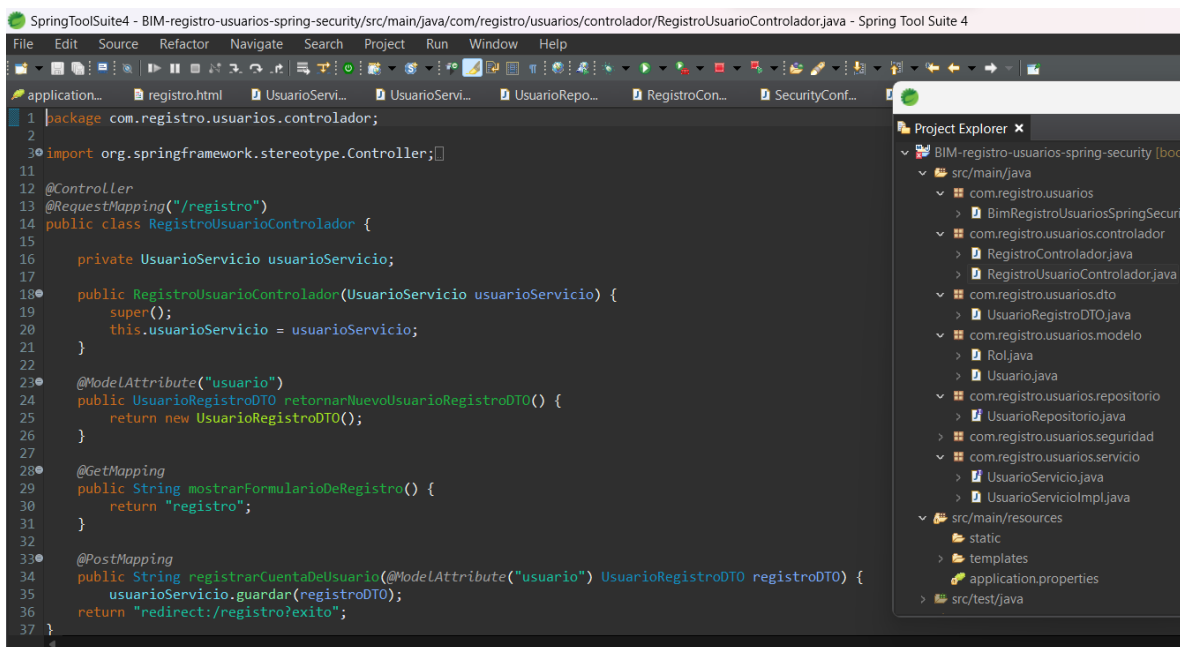 SpringToolSuite4 - BIM-registro-usuarios-spring-security/src/main/java/com/registro/usuarios/controlador/RegistroUsuarioControlador.java - Spring Tool Suite 4
File Edit Source Refactor Navigate Search Project Run Window Help
application... registro.html UsuarioServi... UsuarioServi... UsuarioRepo... RegistroCon... SecurityConf...
1 package com.registro.usuarios.controlador;
2
3 import org.springframework.stereotype.Controller;
11
12 @Controller
13 @RequestMapping("/registro")
14 public class RegistroUsuarioControlador {
15
16 private UsuarioServicio usuarioServicio;
17
18 public RegistroUsuarioControlador(UsuarioServicio usuarioServicio) {
19 super();
20 this.usuarioServicio = usuarioServicio;
21 }
22
23 @ModelAttribute("usuario")
24 public UsuarioRegistroDTO retornarNuevoUsuarioRegistroDTO() {
25 return new UsuarioRegistroDTO();
26 }
27
28 @GetMapping
29 public String mostrarFormularioDeRegistro() {
30 return "registro";
31 }
32
33 @PostMapping
34 public String registrarCuentaDeUsuario(@ModelAttribute("usuario") UsuarioRegistroDTO registroDTO) {
35 usuarioServicio.guardar(registroDTO);
36 return "redirect:/registro?exito";
37 }
Project Explorer
BIM-registro-usuarios-spring-security [boo
src/main/java
com.registro.usuarios
BimRegistroUsuariosSpringSecuri
com.registro.usuarios.controlador
RegistroControlador.java
RegistroUsuarioControlador.java
com.registro.usuarios.dto
UsuarioRegistroDTO.java
com.registro.usuarios.modelo
Rol.java
Usuario.java
com.registro.usuarios.repositorio
UsuarioRepositorio.java
com.registro.usuarios.seguridad
com.registro.usuarios.servicio
UsuarioServicio.java
UsuarioServicioImpl.java
src/main/resources
static
templates
application.properties
src/test/java